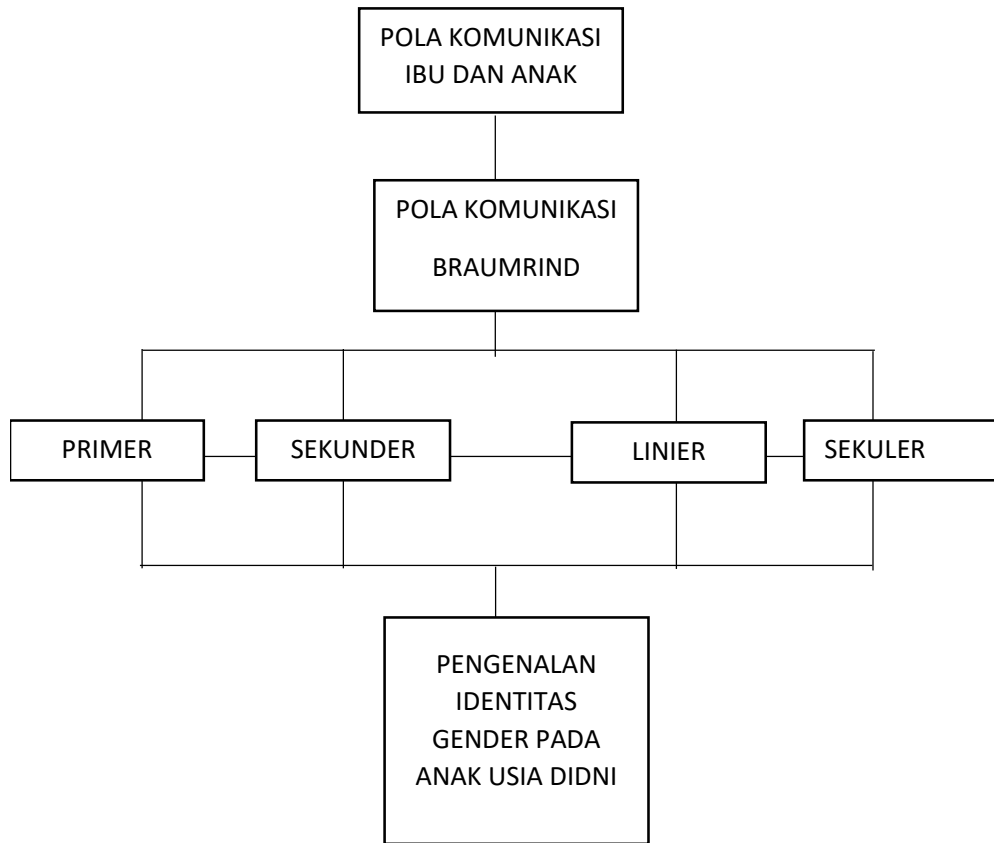 POLA KOMUNIKASI
IBU DAN ANAK
POLA KOMUNIKASI
BRAUMRIND
PRIMER
SEKUNDER
LINIER
SEKULER
PENGENALAN
IDENTITAS
GENDER PADA
ANAK USIA DIDNI